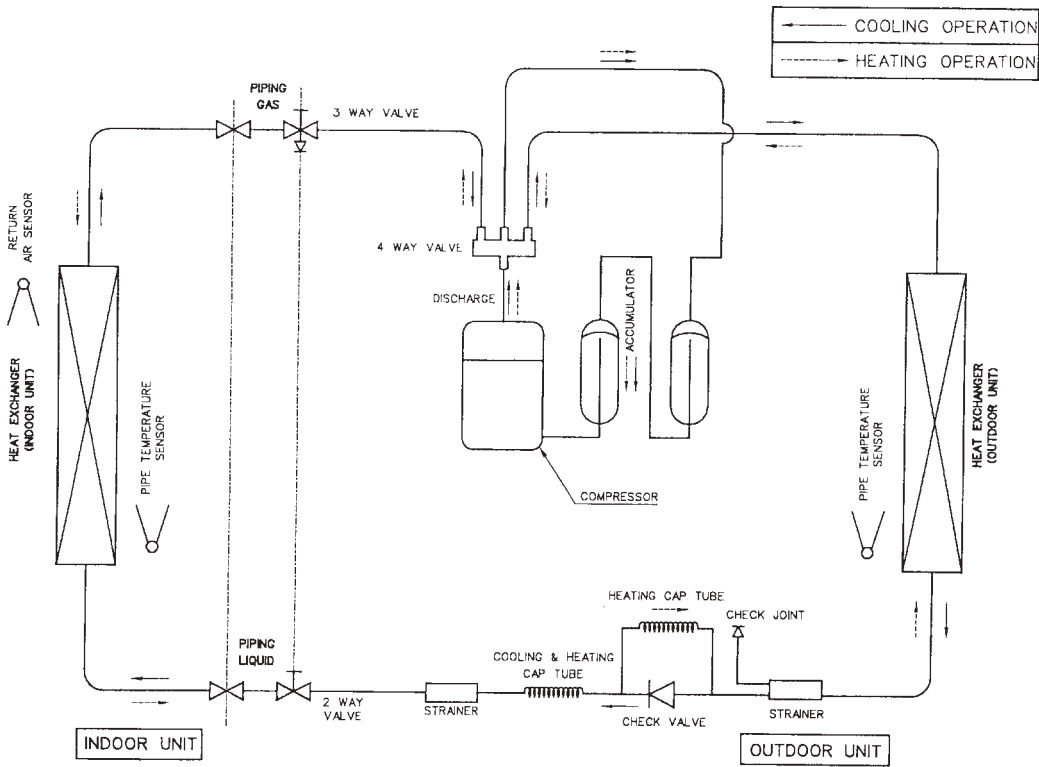 COOLING OPERATION
HEATING OPERATION
PIPING
GAS
3 WAY VALVE
RETURN
AIR SENSOR
4 WAY VALVE
DISCHARGE
ACCUMULATOR
HEAT EXCHANGER
(INDOOR UNIT)
PIPE TEMPERATURE
SENSOR
COMPRESSOR
PIPE TEMPERATURE
SENSOR
HEAT EXCHANGER
(OUTDOOR UNIT)
HEATING CAP TUBE
CHECK JOINT
PIPING
LIQUID
COOLING & HEATING
CAP TUBE
2 WAY
VALVE
STRAINER
CHECK VALVE
STRAINER
INDOOR UNIT
OUTDOOR UNIT